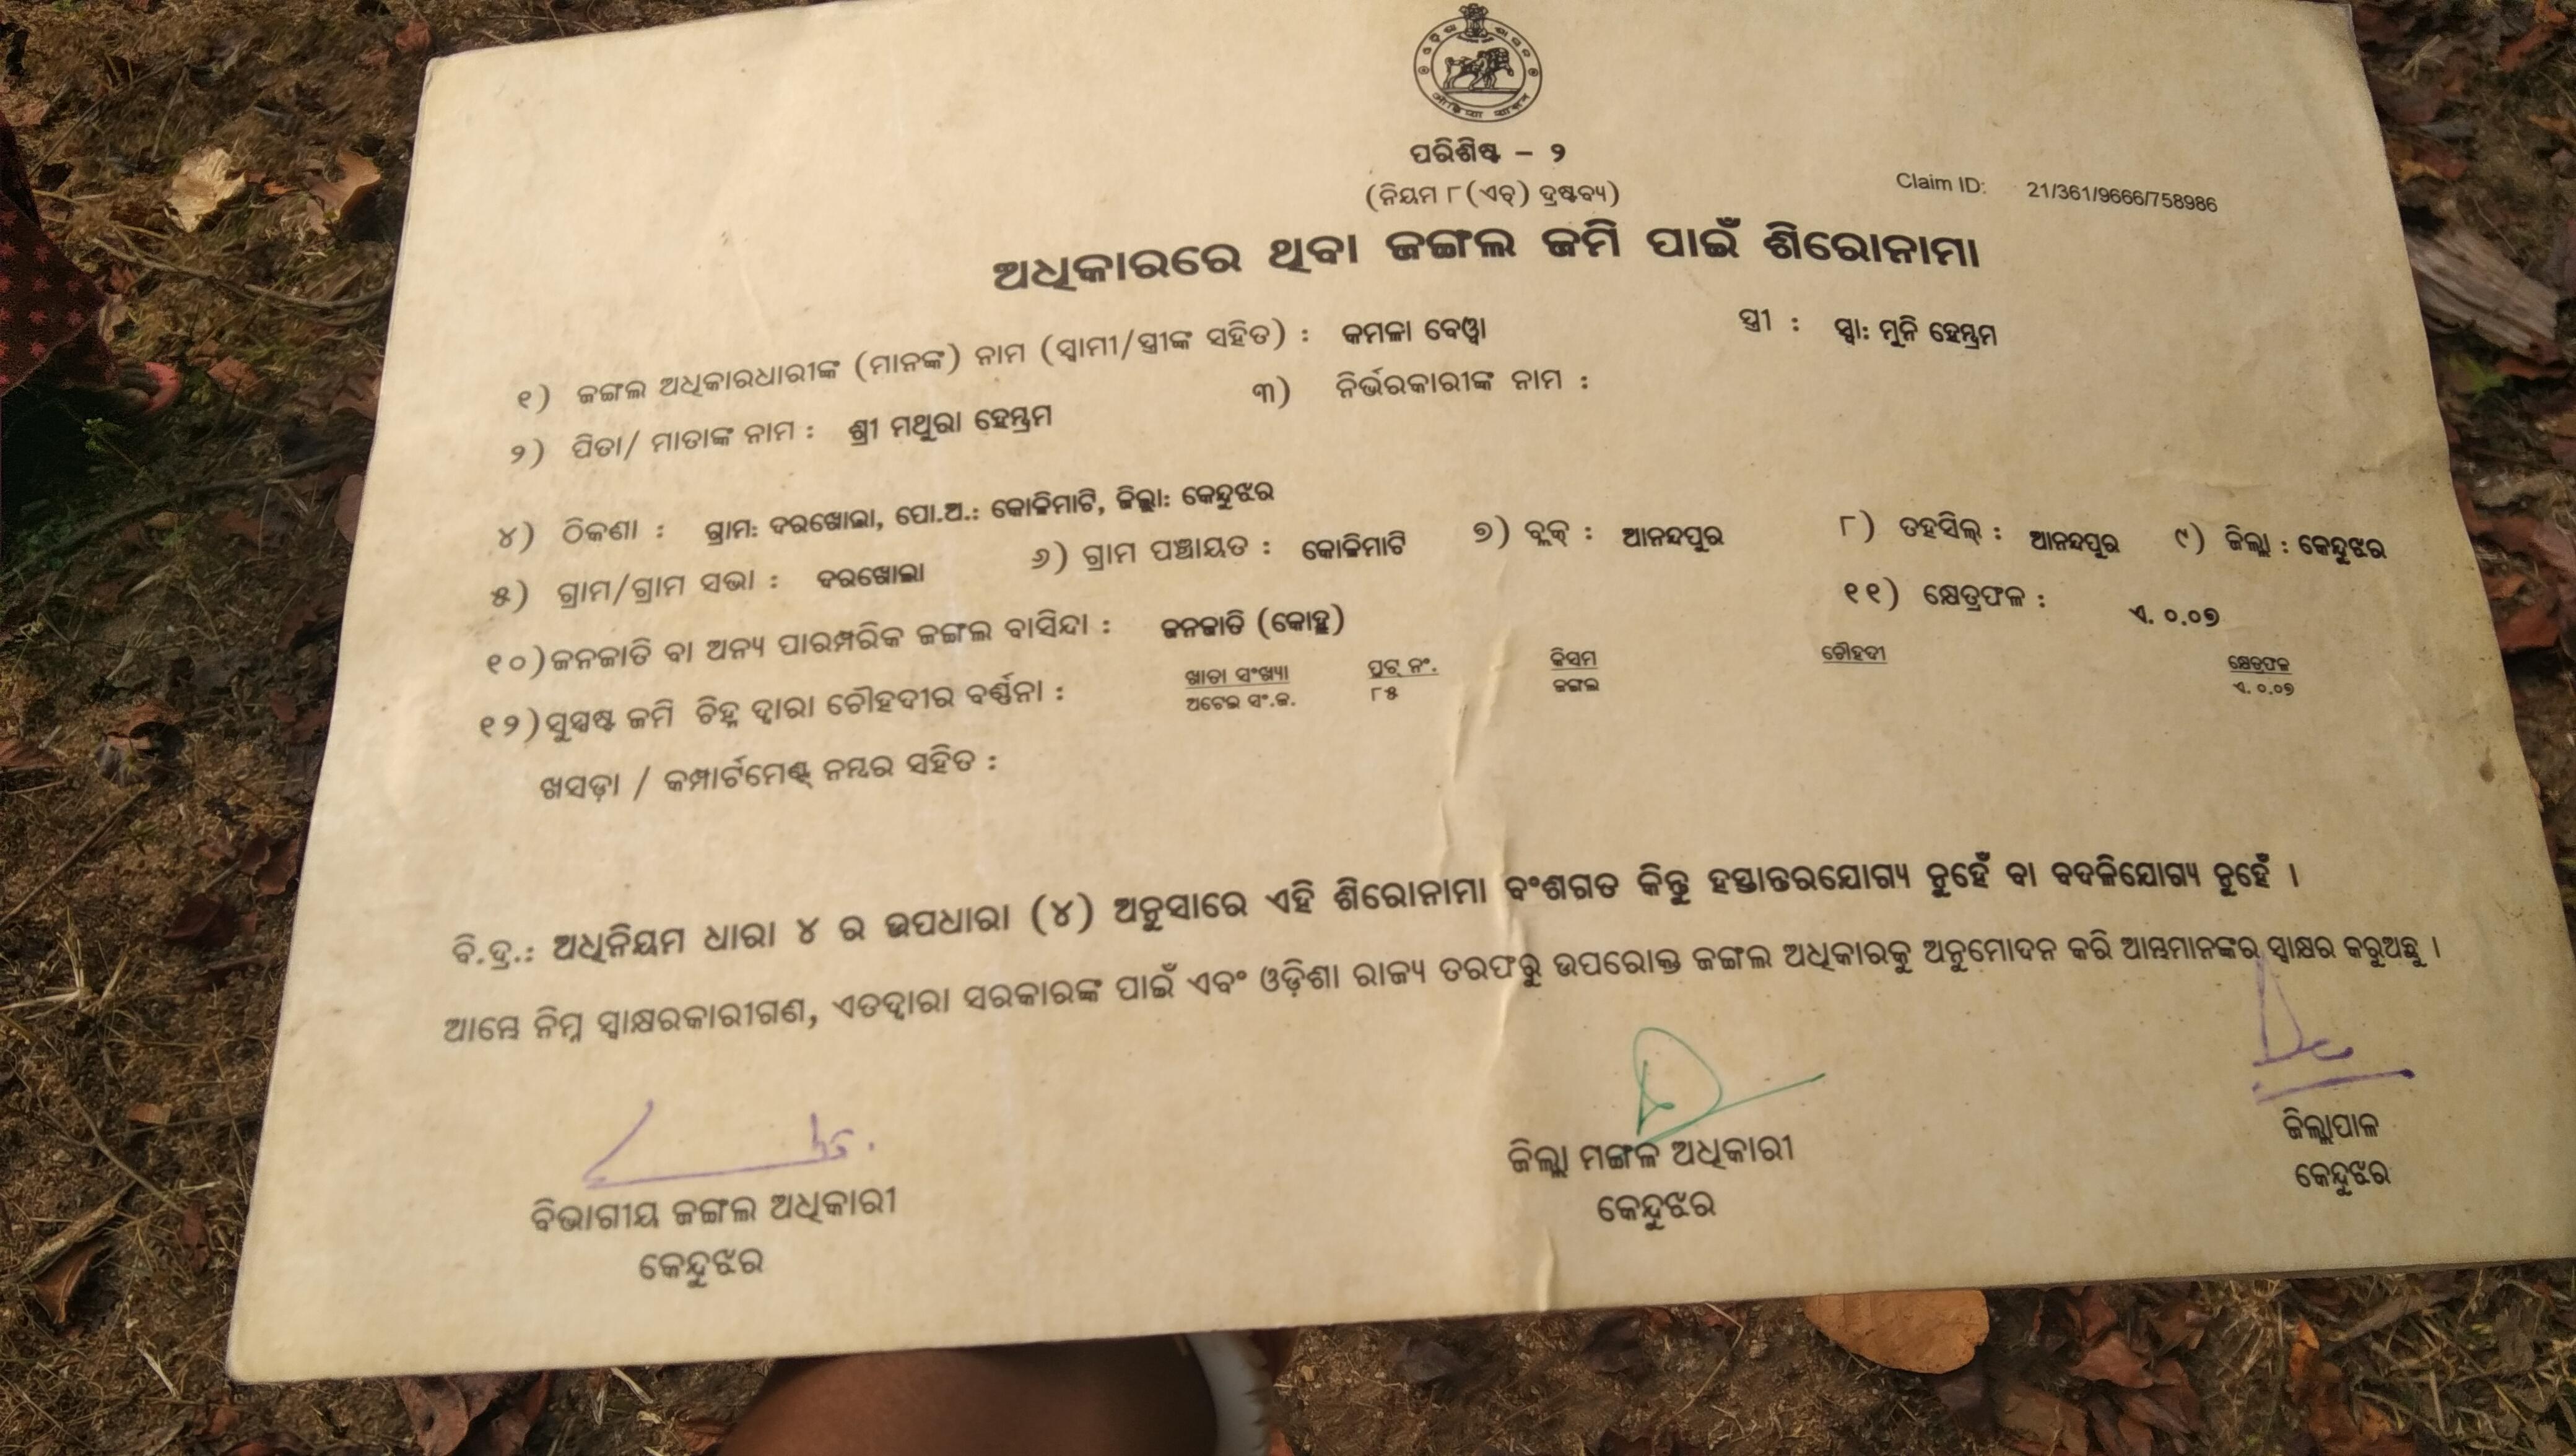 ପରିଶିଷ୍ଟ – ୨
(ନିୟମ ୮(ଏଚ୍) ଦ୍ରଷ୍ଟବ୍ୟ)
Claim ID: 21/361/9666/758986
ଅଧିକାରରେ ଥିବା ଜଙ୍ଗଲ ଜମି ପାଇଁ ଶିରୋନାମା
୧) ଜଙ୍ଗଲ ଅଧିକାରଧାରୀଙ୍କ (ମାନଙ୍କ) ନାମ (ସ୍ୱାମୀ/ସ୍ତ୍ରୀଙ୍କ ସହିତ) : କମଳା ବେୱା ସ୍ତ୍ରୀ : ସ୍ୱା: ମୁନି ହେମ୍ବ୍ରମ
୨) ପିତା/ ମାତାଙ୍କ ନାମ : ଶ୍ରୀ ମଥୁରା ହେମ୍ବ୍ରମ ୩) ନିର୍ଭରକାରୀଙ୍କ ନାମ :
୪) ଠିକଣା : ଗ୍ରାମ: ଦରଖୋଲା, ପୋ.ଅ.: କୋଳିମାଟି, ଜିଲ୍ଲା: କେନ୍ଦୁଝର
୫) ଗ୍ରାମ/ଗ୍ରାମ ସଭା : ଦରଖୋଲା ୬) ଗ୍ରାମ ପଞ୍ଚାୟତ : କୋଳିମାଟି ୭) ବ୍ଲକ୍ : ଆନନ୍ଦପୁର ୮) ତହସିଲ୍ : ଆନନ୍ଦପୁର ୯) ଜିଲ୍ଲା : କେନ୍ଦୁଝର
୧୦) ଜନଜାତି ବା ଅନ୍ୟ ପାରମ୍ପରିକ ଜଙ୍ଗଲ ବାସିନ୍ଦା : ଜନଜାତି (କୋହ୍ଲ) ୧୧) କ୍ଷେତ୍ରଫଳ : ଏ. ୦.୦୭
୧୨) ସୁସ୍ପଷ୍ଟ ଜମି ଚିହ୍ନ ଦ୍ୱାରା ଚୌହଦୀର ବର୍ଣ୍ଣନା : ଖାତା ସଂଖ୍ୟା ପ୍ଲଟ୍ ନଂ. କିସମ ଚୌହଦୀ କ୍ଷେତ୍ରଫଳ
ଅଟେଇ ସଂ.ଜ. ୮୫ ଜଙ୍ଗଲ ଏ. ୦.୦୭
ଖସଡ଼ା / କମ୍ପାର୍ଟମେଣ୍ଟ୍ ନମ୍ବର ସହିତ :
ବି.ଦ୍ର.: ଅଧିନିୟମ ଧାରା ୪ ର ଉପଧାରା (୪) ଅନୁସାରେ ଏହି ଶିରୋନାମା ବଂଶଗତ କିନ୍ତୁ ହସ୍ତାନ୍ତରଯୋଗ୍ୟ ନୁହେଁ ବା ବଦଳିଯୋଗ୍ୟ ନୁହେଁ ।
ଆମ୍ଭେ ନିମ୍ନ ସ୍ୱାକ୍ଷରକାରୀଗଣ, ଏତଦ୍ୱାରା ସରକାରଙ୍କ ପାଇଁ ଏବଂ ଓଡ଼ିଶା ରାଜ୍ୟ ତରଫରୁ ଉପରୋକ୍ତ ଜଙ୍ଗଲ ଅଧିକାରକୁ ଅନୁମୋଦନ କରି ଆମ୍ଭମାନଙ୍କର ସ୍ୱାକ୍ଷର କରୁଅଛୁ ।
ବିଭାଗୀୟ ଜଙ୍ଗଲ ଅଧିକାରୀ
କେନ୍ଦୁଝର
ଜିଲ୍ଲା ମଙ୍ଗଳ ଅଧିକାରୀ
କେନ୍ଦୁଝର
ଜିଲ୍ଲାପାଳ
କେନ୍ଦୁଝର